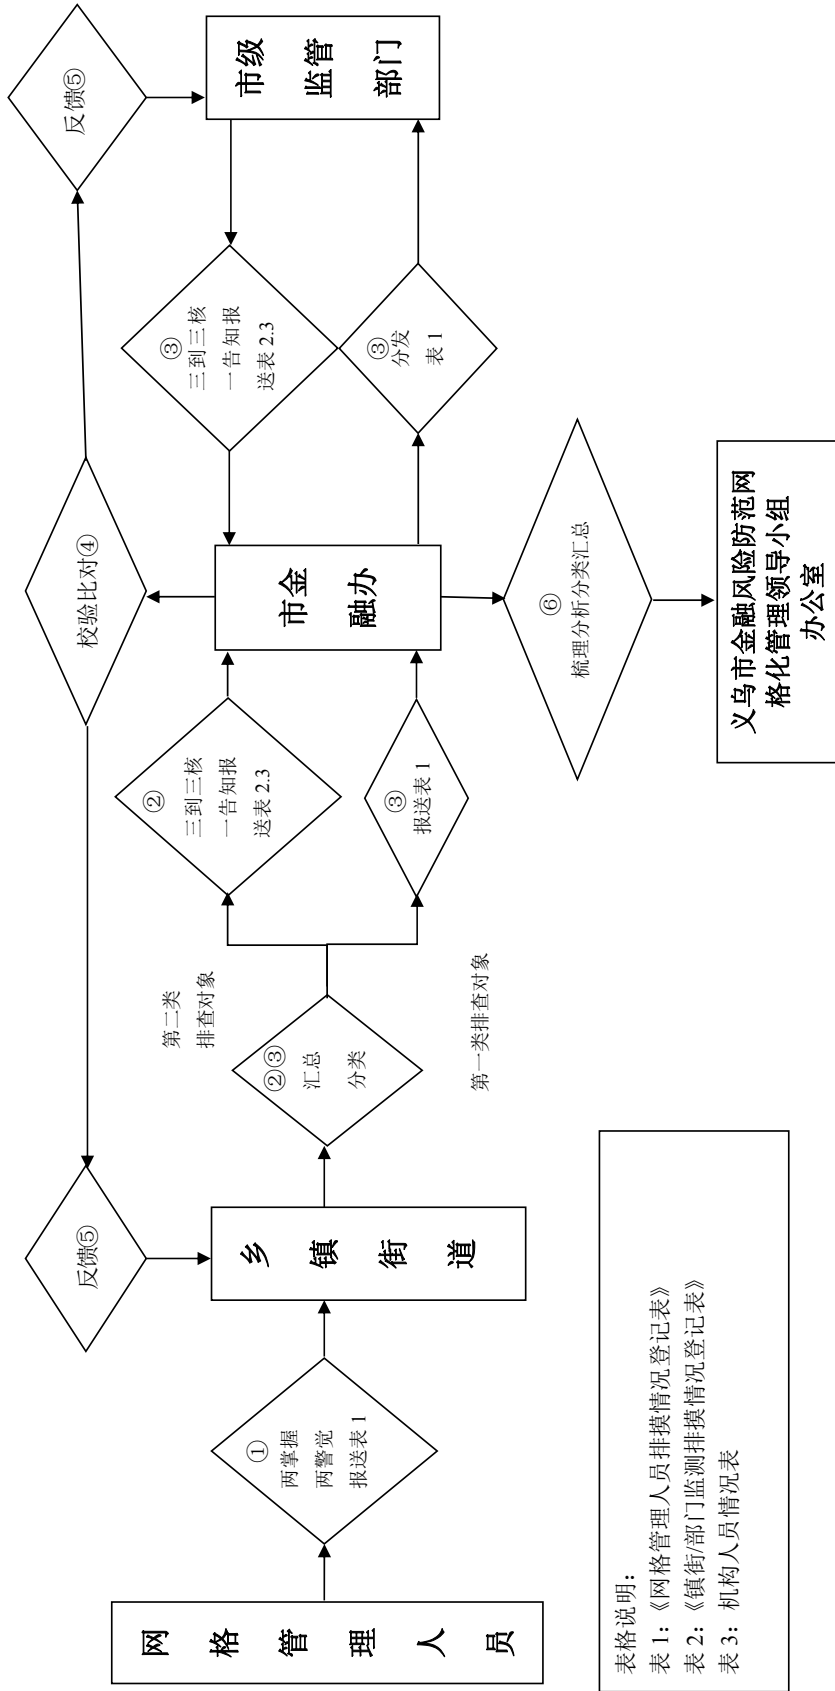 网格管理人员
①
两掌握
两警觉
报送表 1
乡镇街道
反馈⑤
②③
汇总
分类
第二类
排查对象
第一类排查对象
②
三到三核
一告知报
送表 2.3
③
报送表 1
市金
融办
校验比对④
③
三到三核
一告知报
送表 2.3
③
分发
表 1
市级
监管
部门
反馈⑤
⑥
梳理分析分类汇总
义乌市金融风险防范网
格化管理领导小组
办公室
表格说明：
表 1：《网格管理人员排摸情况登记表》
表 2：《镇街/部门监测排摸情况登记表》
表 3：机构人员情况表